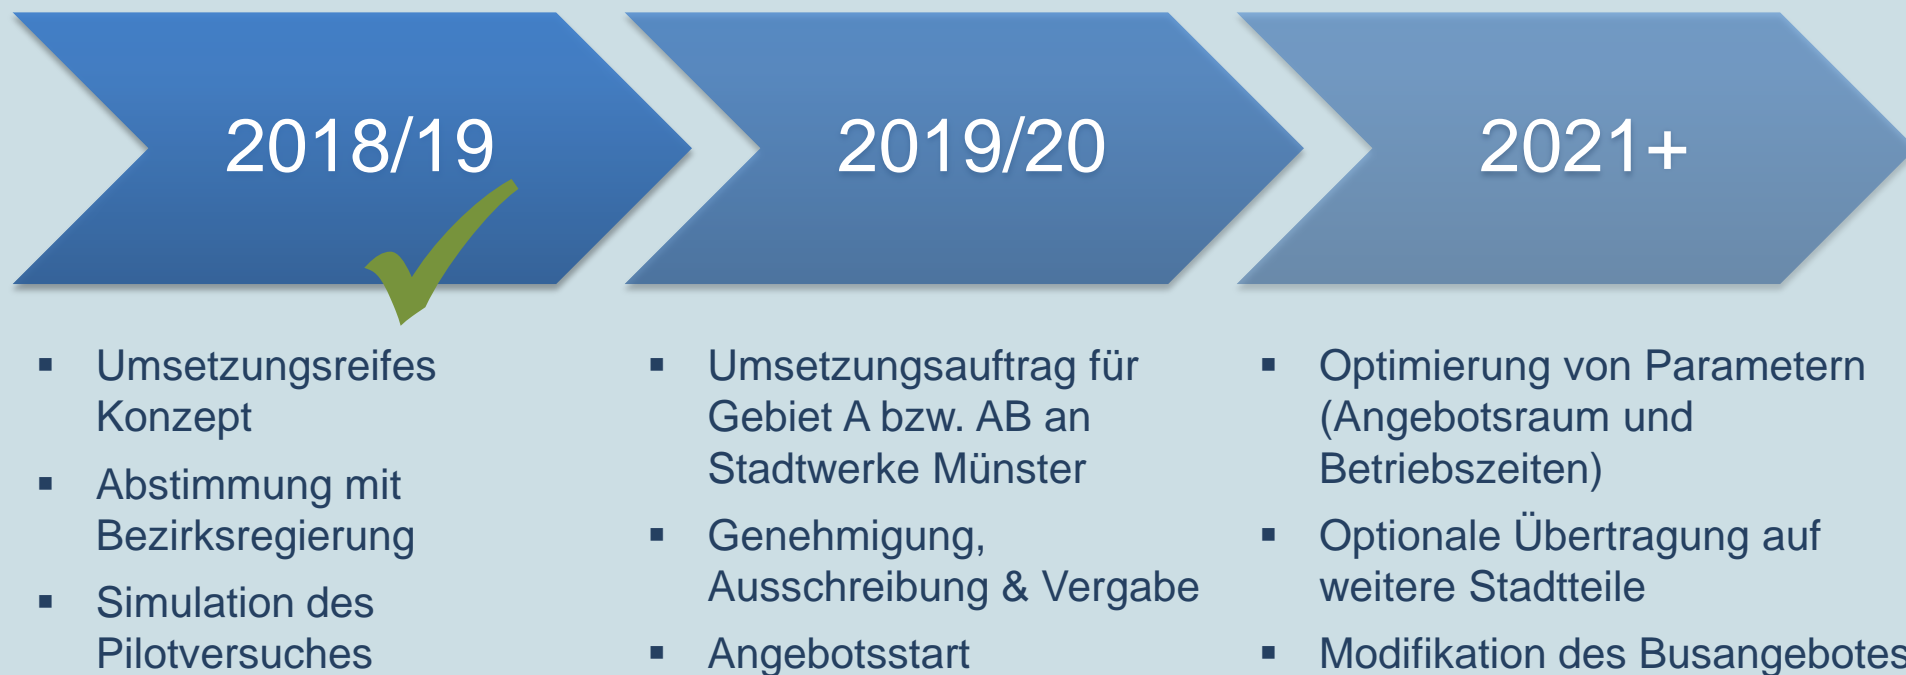 2018/19
2019/20
2021+
▪ Umsetzungsreifes
Konzept
▪ Abstimmung mit
Bezirksregierung
▪ Simulation des
Pilotversuches
▪ Umsetzungsauftrag für
Gebiet A bzw. AB an
Stadtwerke Münster
▪ Genehmigung,
Ausschreibung & Vergabe
▪ Angebotsstart
▪ Optimierung von Parametern
(Angebotsraum und
Betriebszeiten)
▪ Optionale Übertragung auf
weitere Stadtteile
▪ Modifikation des Busangebotes